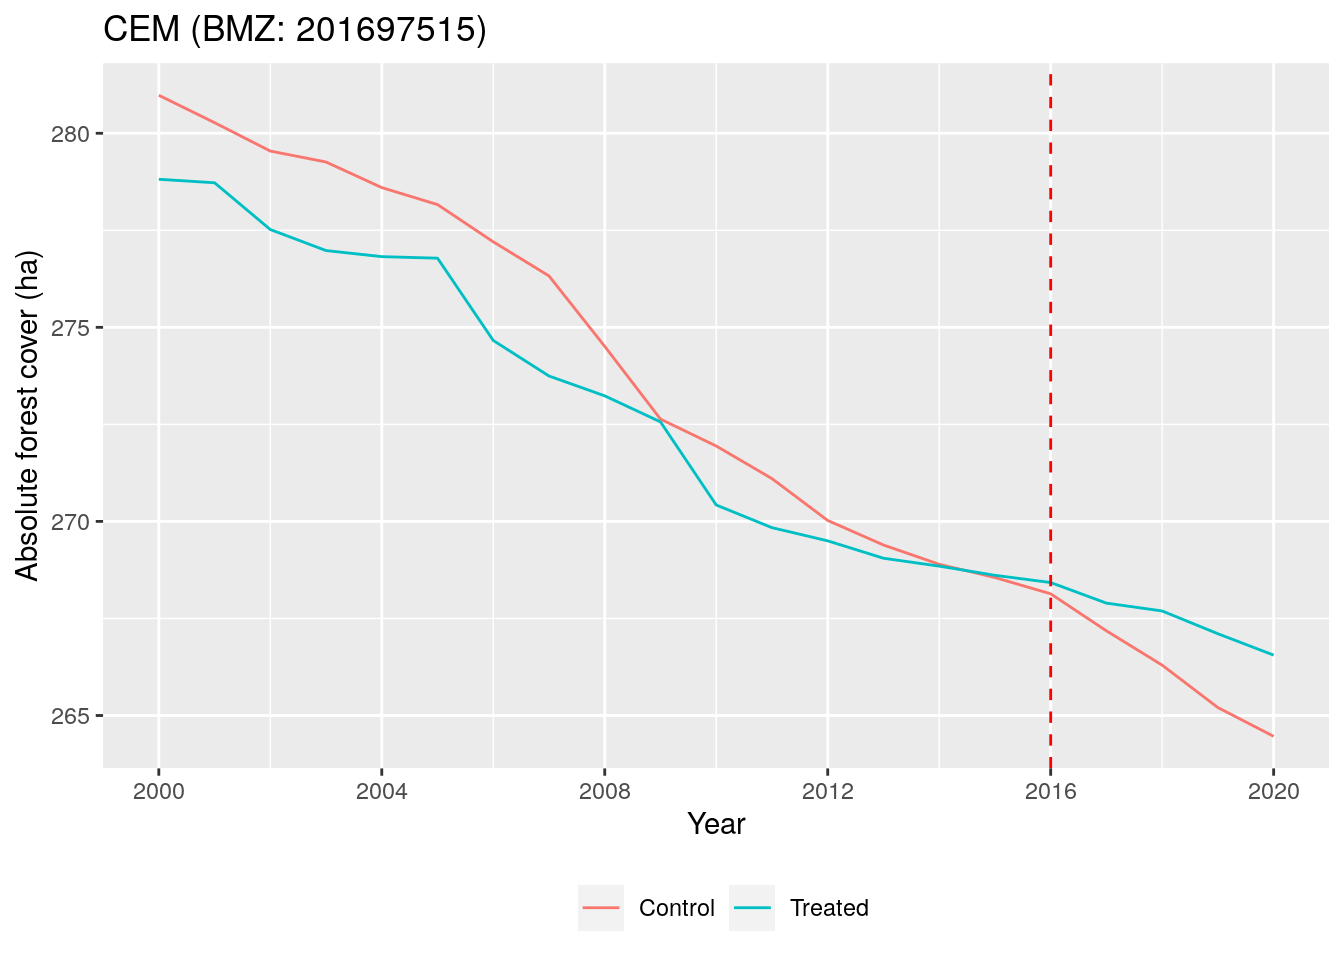 CEM (BMZ: 201697515)
Absolute forest cover (ha)
280
275
270
265
2000 2004 2008 2012 2016 2020
Year
Control Treated